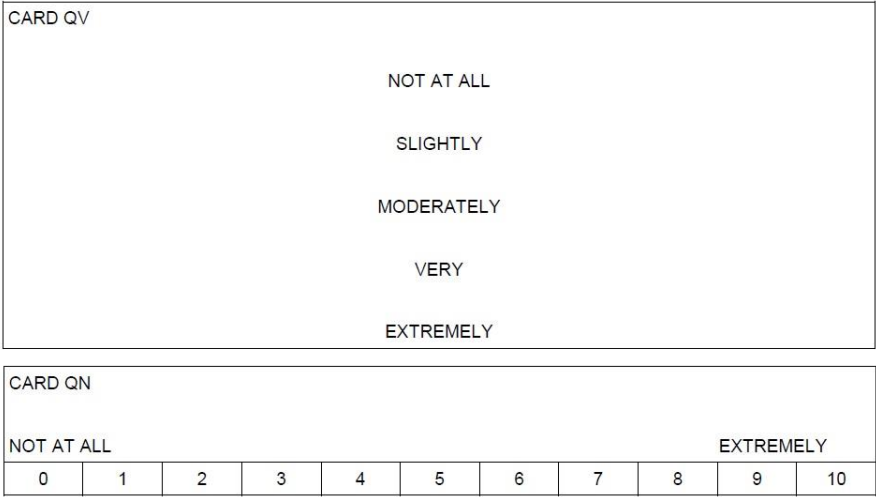 CARD QV
NOT AT ALL
SLIGHTLY
MODERATELY
VERY
EXTREMELY
CARD QN
NOT AT ALL EXTREMELY
0 1 2 3 4 5 6 7 8 9 10